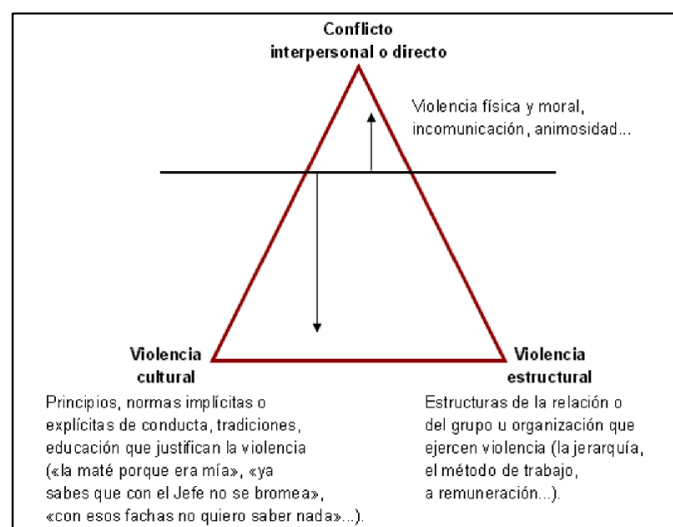 Conflicto
interpersonal o directo
Violencia física y moral,
incomunicación, animosidad...
Violencia
cultural
Principios, normas implícitas o
explícitas de conducta, tradiciones,
educación que justifican la violencia
(«la maté porque era mía», «ya
sabes que con el Jefe no se bromea»,
«con esos fachas no quiero saber nada»...).
Violencia
estructural
Estructuras de la relación o
del grupo u organización que
ejercen violencia (la jerarquía,
el método de trabajo,
a remuneración...).